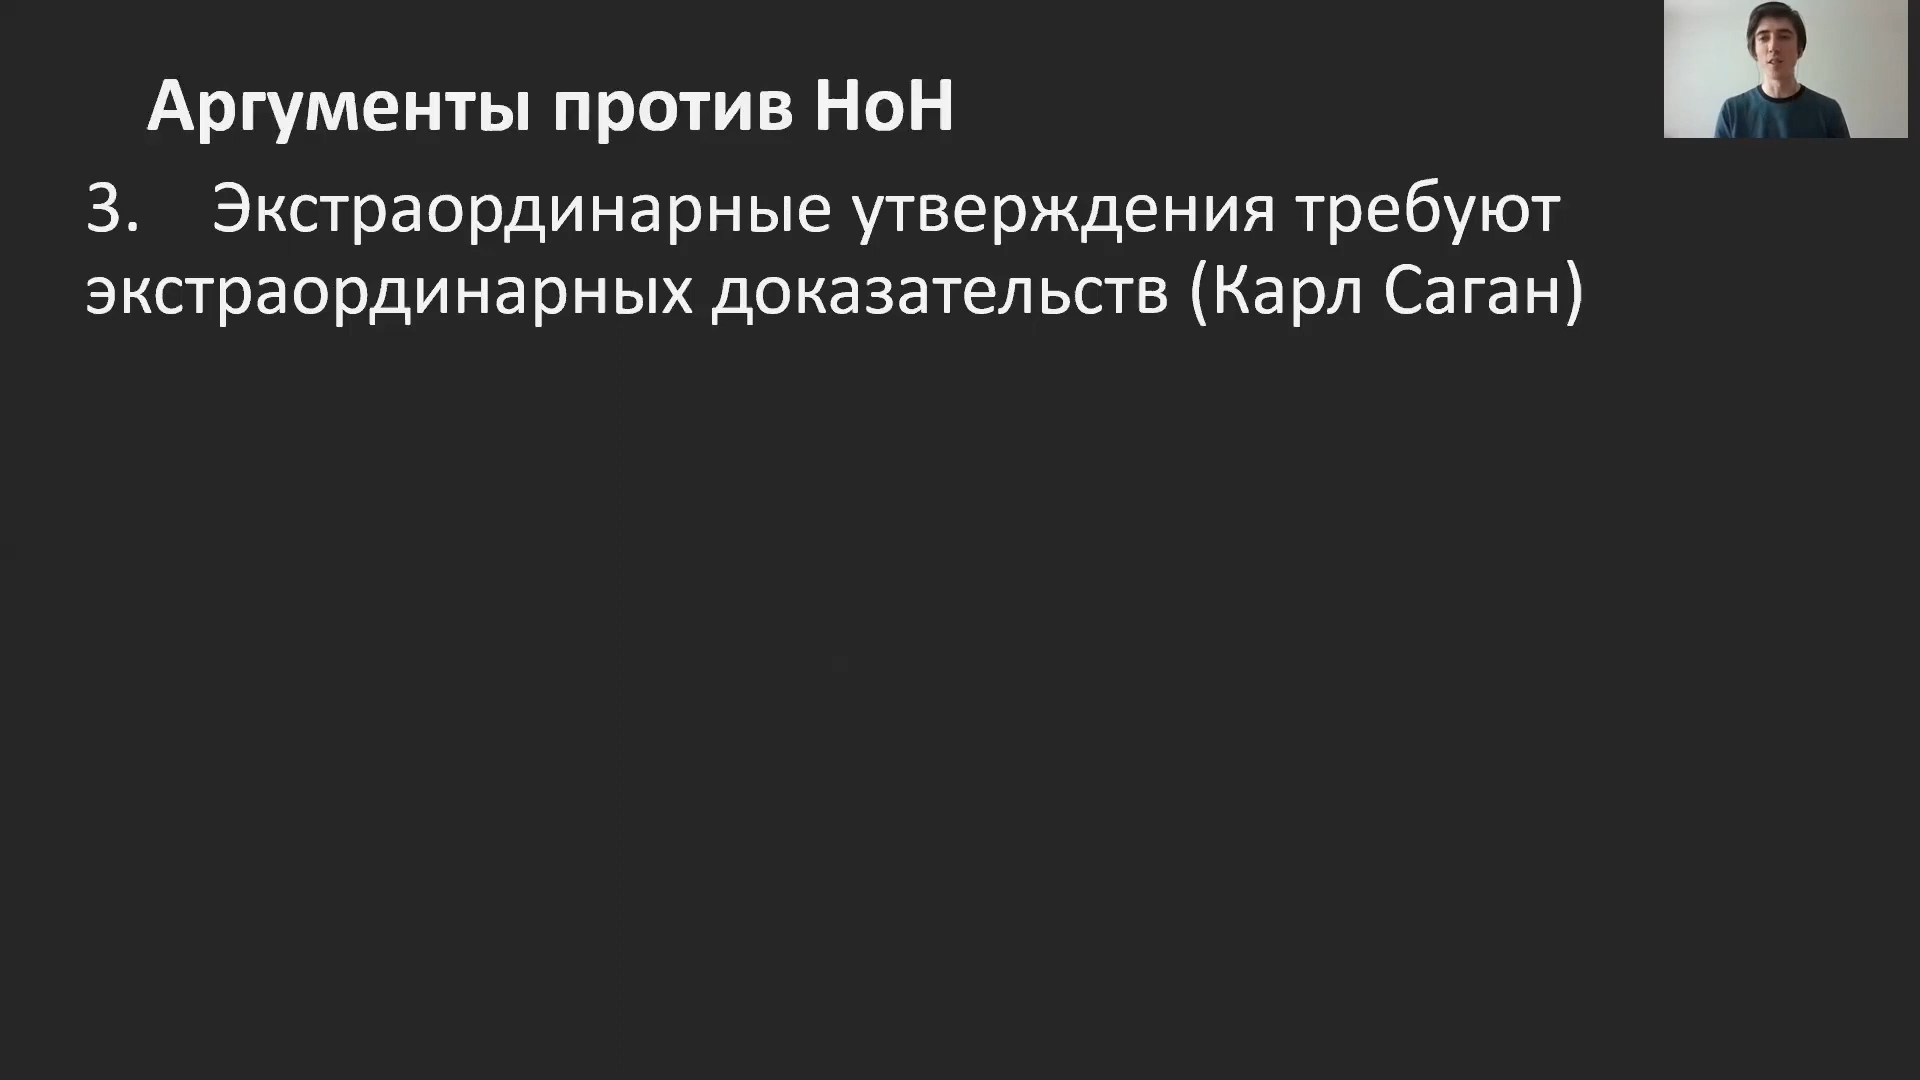 Аргументы против НоН
3. Экстраординарные утверждения требуют
экстраординарных доказательств (Карл Саган)